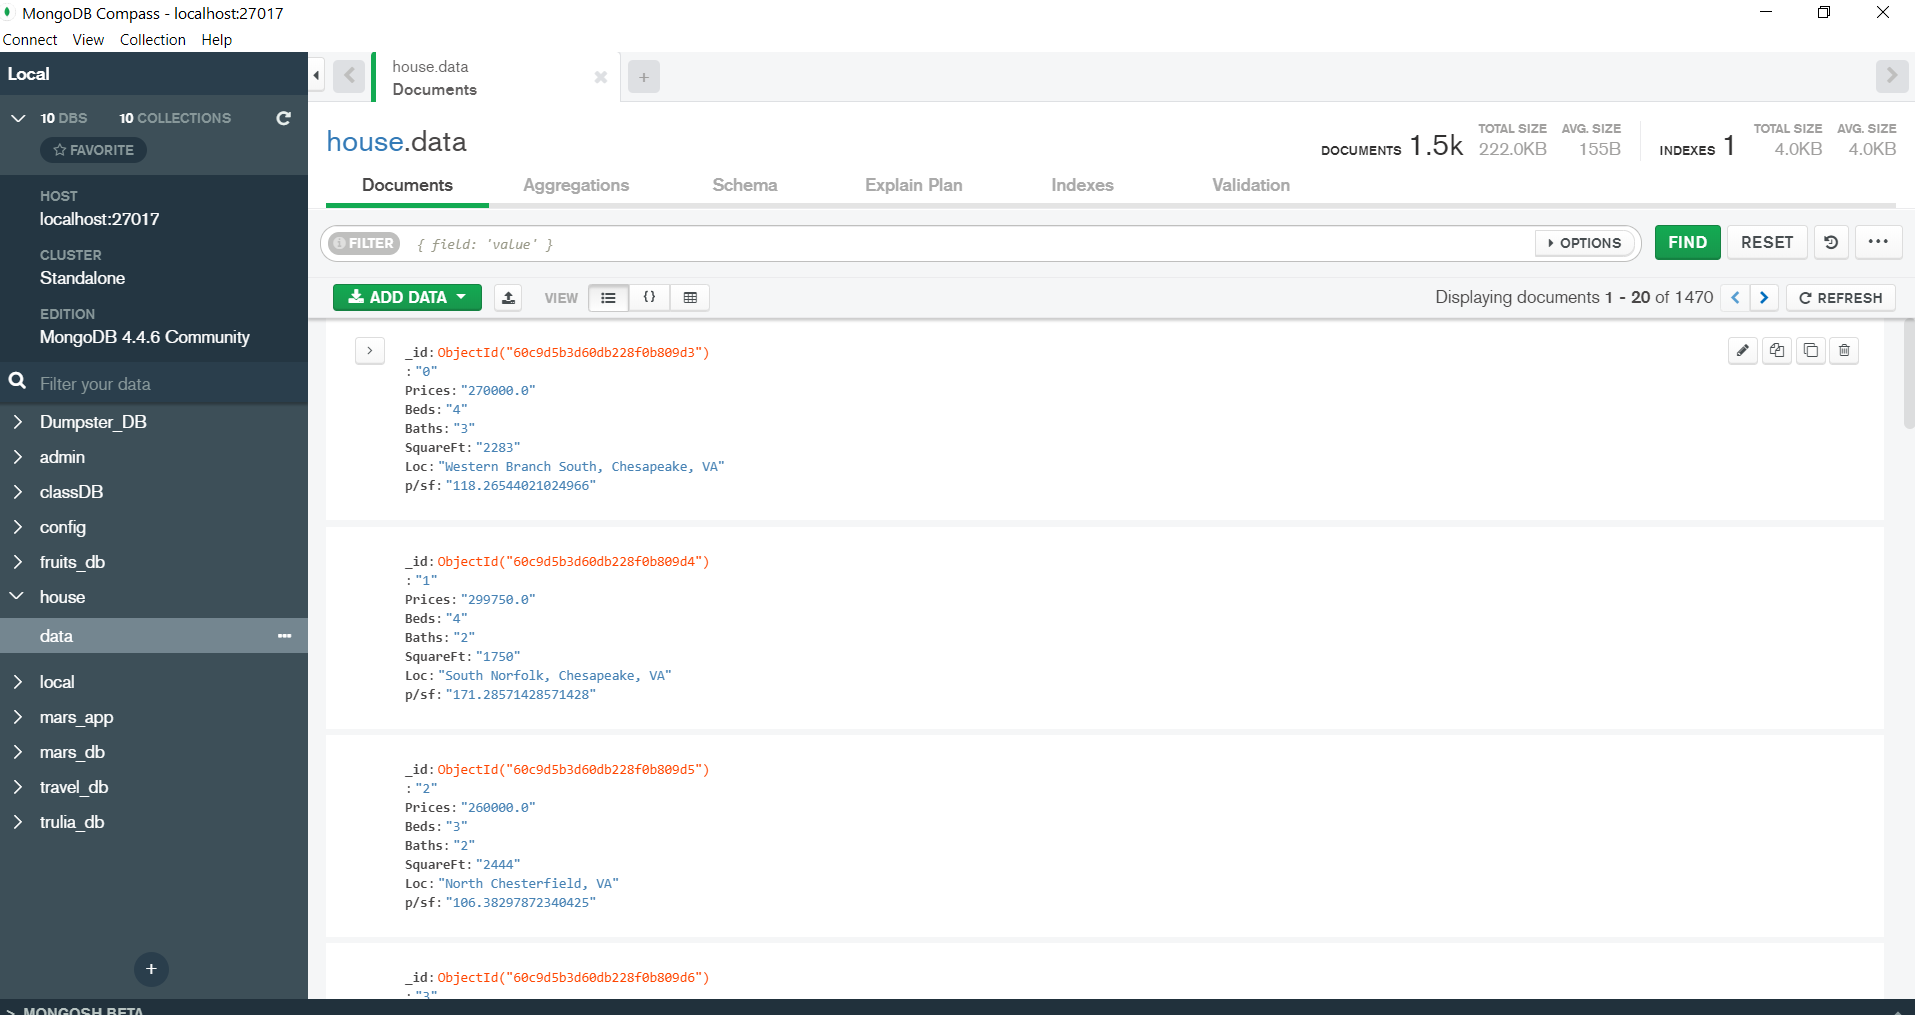 MongoDB Compass - localhost:27017
Connect View Collection Help
Local
10 DBS 10 COLLECTIONS
FAVORITE
HOST
localhost:27017
CLUSTER
Standalone
EDITION
MongoDB 4.4.6 Community
Filter your data
Dumpster_DB
admin
classDB
config
fruits_db
house
data
local
mars_app
mars_db
travel_db
trulia_db
+
> MONGOSH BETA
house.data
Documents
+
house.data
DOCUMENTS 1.5k TOTAL SIZE 222.0KB AVG. SIZE 155B INDEXES 1 TOTAL SIZE 4.0KB AVG. SIZE 4.0KB
Documents Aggregations Schema Explain Plan Indexes Validation
FILTER { field: 'value' } OPTIONS FIND RESET ···
ADD DATA VIEW {} Displaying documents 1 - 20 of 1470 < > REFRESH
_id: ObjectId("60c9d5b3d60db228f0b809d3")
: "0"
Prices: "270000.0"
Beds: "4"
Baths: "3"
SquareFt: "2283"
Loc: "Western Branch South, Chesapeake, VA"
p/sf: "118.26544021024966"
_id: ObjectId("60c9d5b3d60db228f0b809d4")
: "1"
Prices: "299750.0"
Beds: "4"
Baths: "2"
SquareFt: "1750"
Loc: "South Norfolk, Chesapeake, VA"
p/sf: "171.28571428571428"
_id: ObjectId("60c9d5b3d60db228f0b809d5")
: "2"
Prices: "260000.0"
Beds: "3"
Baths: "2"
SquareFt: "2444"
Loc: "North Chesterfield, VA"
p/sf: "106.38297872340425"
_id: ObjectId("60c9d5b3d60db228f0b809d6")
: "3"